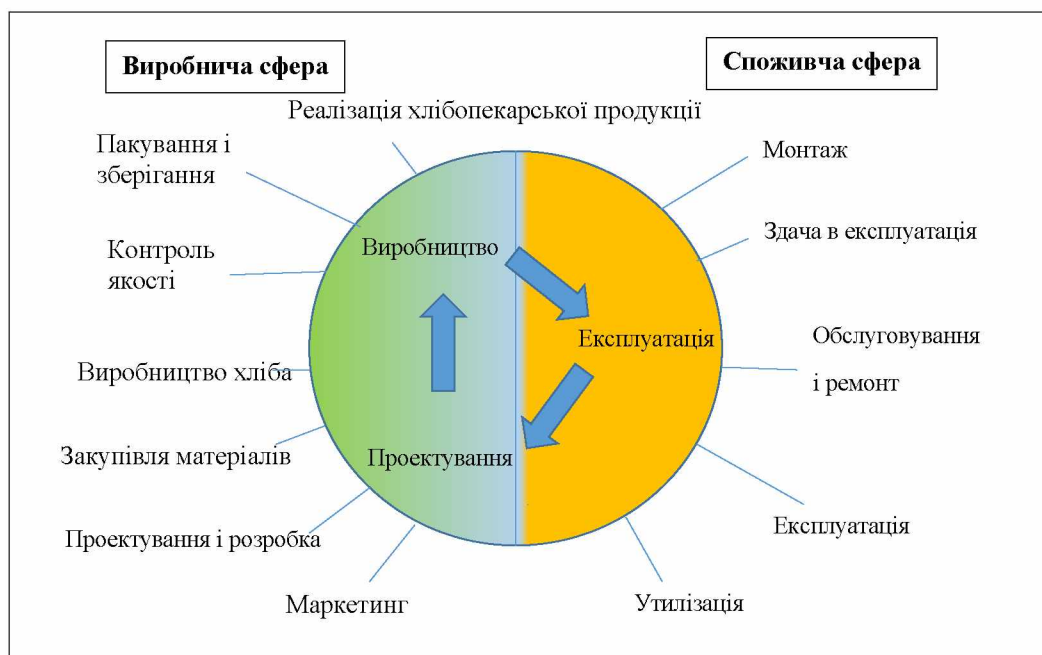 Виробнича сфера
Споживча сфера
Реалізація хлібопекарської продукції
Пакування і
зберігання
Контроль
якості
Виробництво хліба
Закупівля матеріалів
Проектування і розробка
Маркетинг
Виробництво
Експлуатація
Проектування
Монтаж
Здача в експлуатація
Обслуговування
і ремонт
Експлуатація
Утилізація